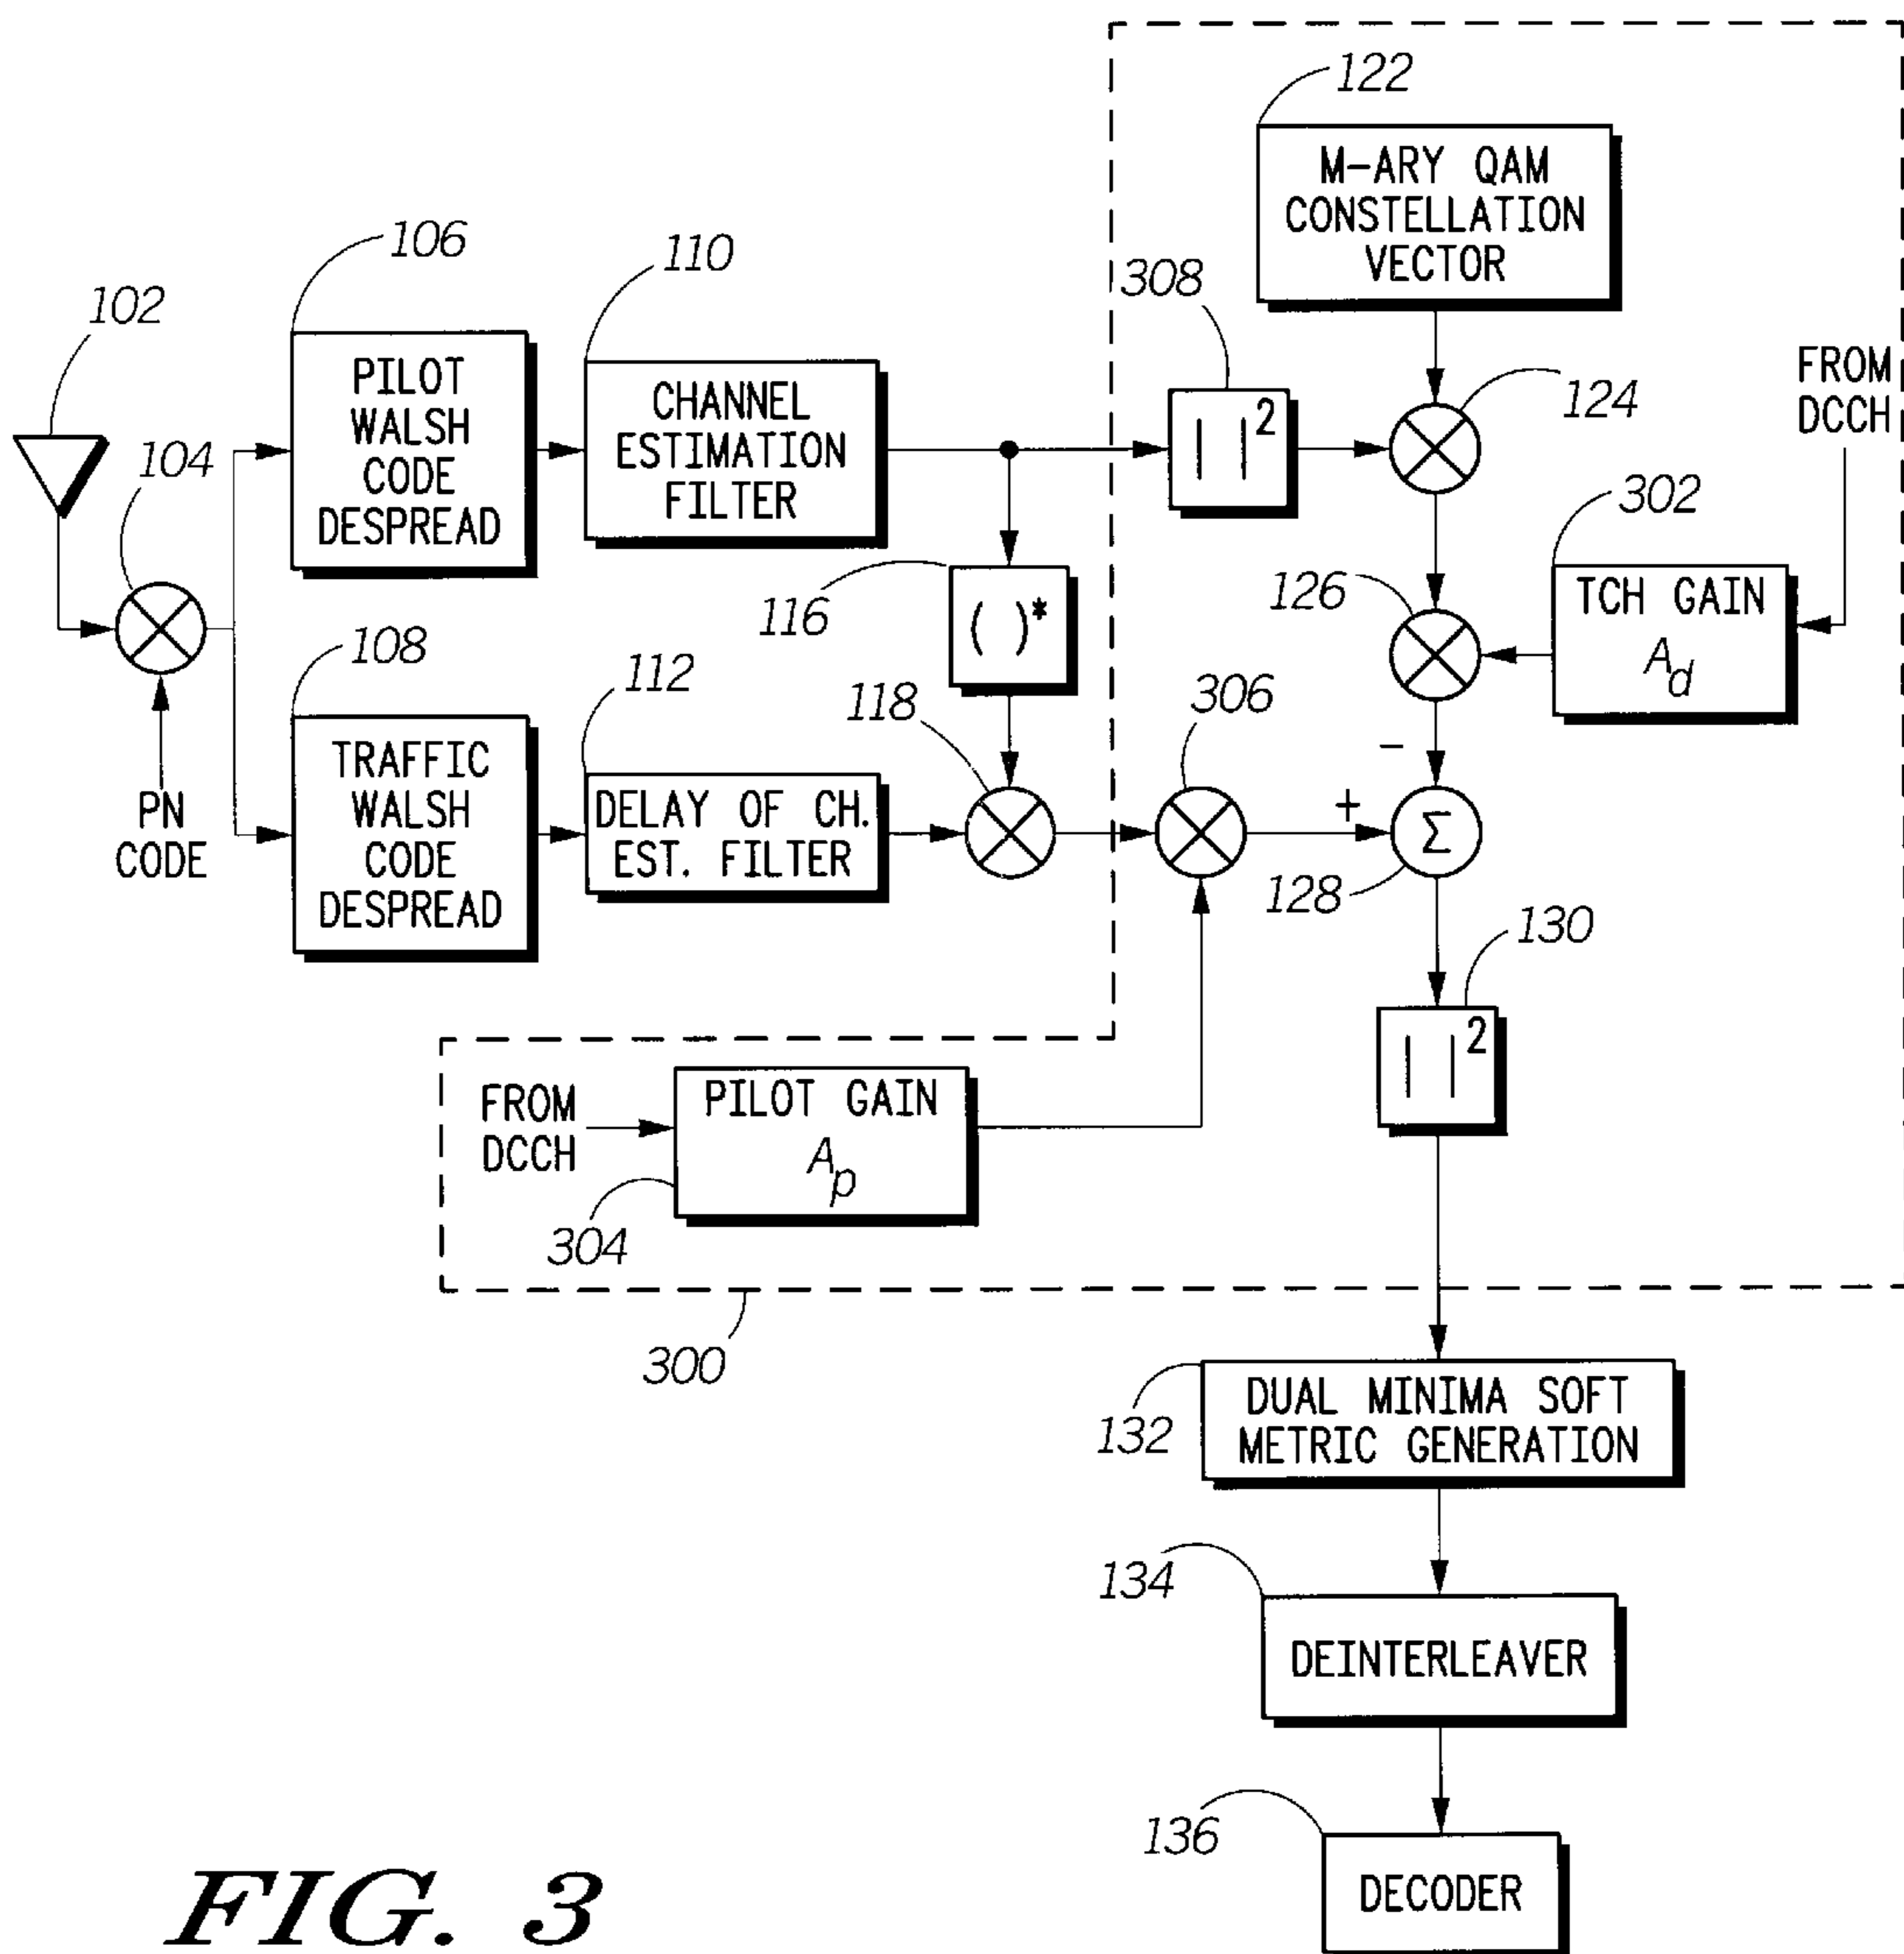 122
M-ARY QAM
CONSTELLATION
VECTOR
106
110
308
102
FROM
DCCH
PILOT
WALSH
CODE
DESPREAD
CHANNEL
ESTIMATION
FILTER
| |²
124
104
302
116
( )*
126
TCH GAIN
A_d
108
112
118
306
−
PN
CODE
TRAFFIC
WALSH
CODE
DESPREAD
DELAY OF CH.
EST. FILTER
+
Σ
128
130
| |²
FROM
DCCH
PILOT GAIN
A_p
304
300
132
DUAL MINIMA SOFT
METRIC GENERATION
134
DEINTERLEAVER
136
DECODER
FIG. 3